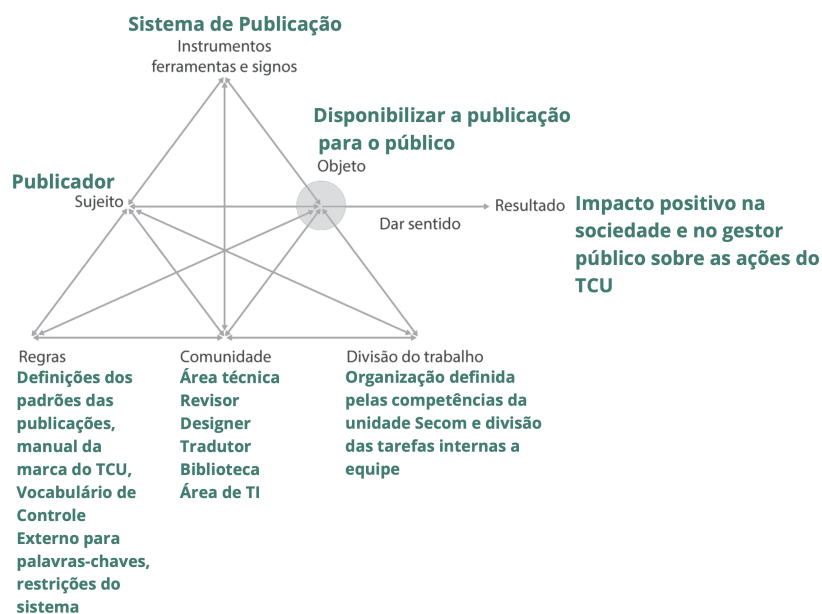 Sistema de Publicação
Instrumentos
ferramentas e signos
Disponibilizar a publicação
para o público
Objeto
Publicador
Sujeito
Dar sentido
Resultado
Impacto positivo na
sociedade e no gestor
público sobre as ações do
TCU
Regras
Definições dos
padrões das
publicações,
manual da
marca do TCU,
Vocabulário de
Controle
Externo para
palavras-chaves,
restrições do
sistema
Comunidade
Área técnica
Revisor
Designer
Tradutor
Biblioteca
Área de TI
Divisão do trabalho
Organização definida
pelas competências da
unidade Secom e divisão
das tarefas internas a
equipe